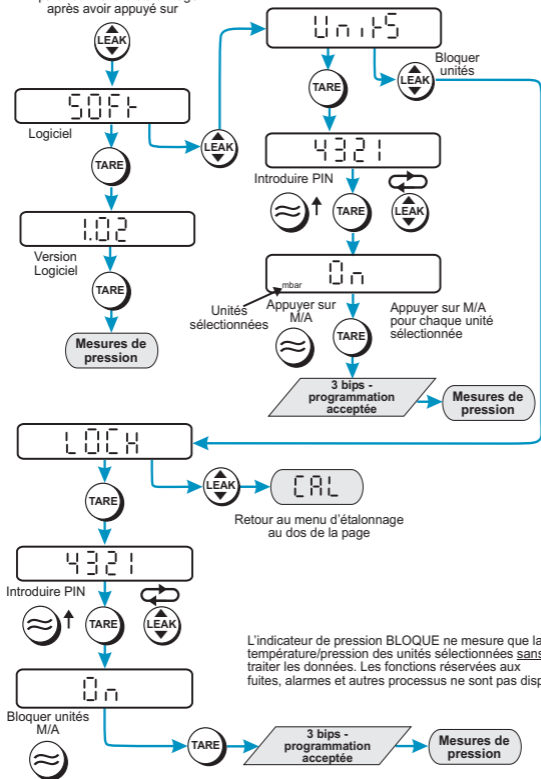 après avoir appuyé sur
LEAK
SOFt
Logiciel
LEAK
TARE
1.02
Version
Logiciel
TARE
Mesures de
pression
UnitS
Bloquer
unités
TARE
LEAK
4321
Introduire PIN
TARE
LEAK
mbar
On
Unités
sélectionnées
Appuyer sur
M/A
TARE
Appuyer sur M/A
pour chaque unité
sélectionnée
3 bips -
programmation
acceptée
Mesures de
pression
LOCK
TARE
LEAK
CAL
Retour au menu d'étalonnage
au dos de la page
4321
Introduire PIN
TARE
LEAK
L'indicateur de pression BLOQUE ne mesure que la
température/pression des unités sélectionnées sans
traiter les données. Les fonctions réservées aux
fuites, alarmes et autres processus ne sont pas disp
On
Bloquer unités
M/A
TARE
3 bips -
programmation
acceptée
Mesures de
pression